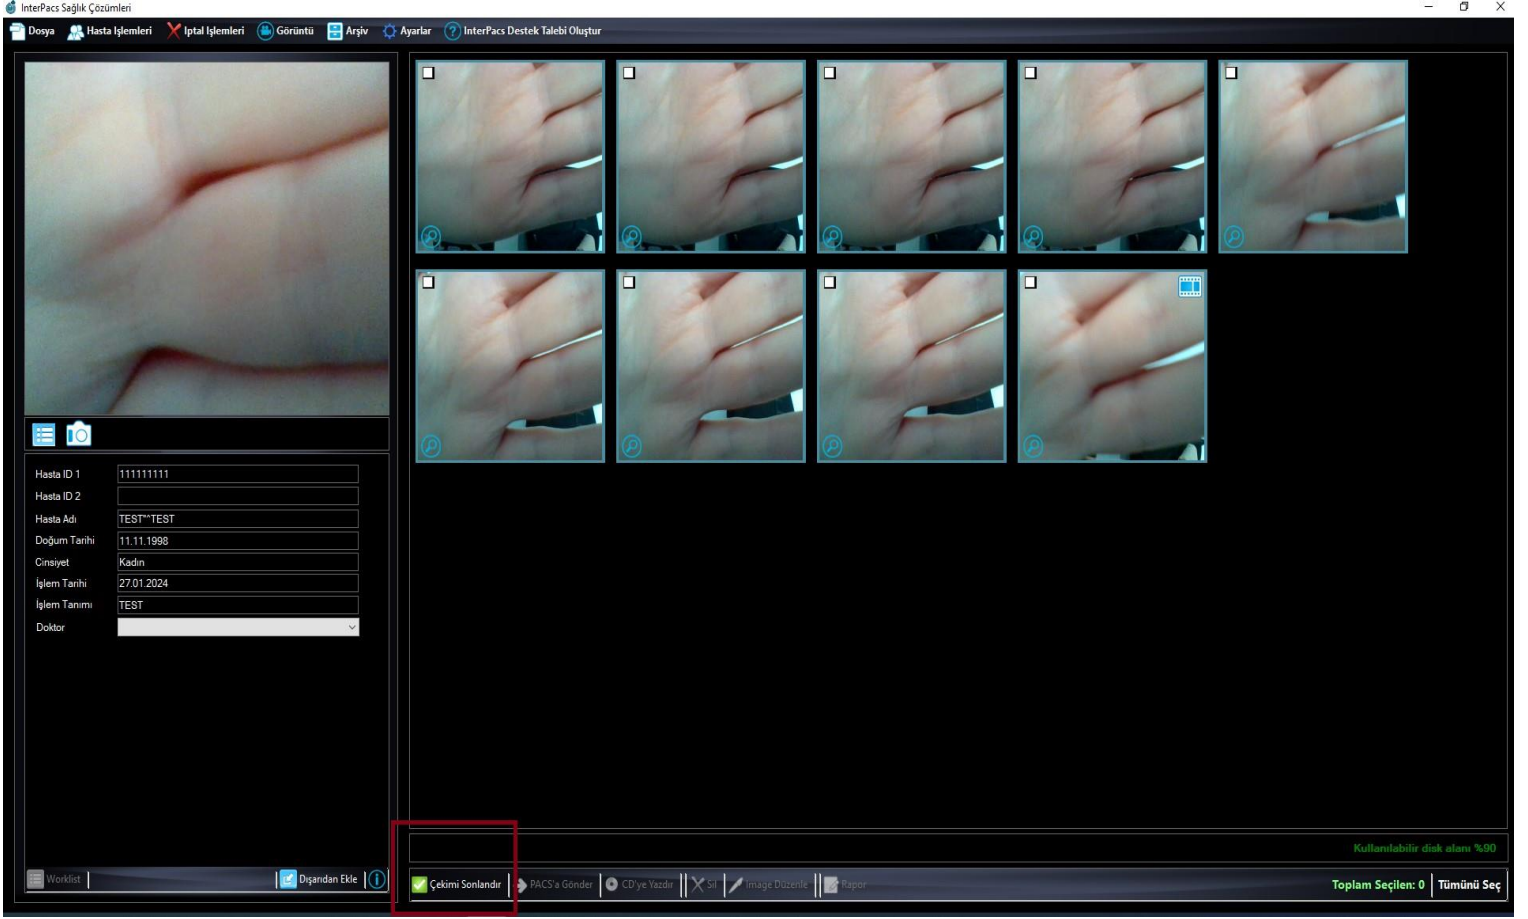 InterPacs Sağlık Çözümleri
Dosya Hasta Işlemleri Iptal Işlemleri Görüntü Arşiv Ayarlar InterPacs Destek Talebi Oluştur
Hasta ID 1 111111111
Hasta ID 2
Hasta Adı TEST^^TEST
Doğum Tarihi 11.11.1998
Cinsiyet Kadın
İşlem Tarihi 27.01.2024
İşlem Tanımı TEST
Doktor
Kullanılabilir disk alanı %90
Worklist Dışarıdan Ekle
Çekimi Sonlandır PACS'a Gönder CD'ye Yazdır Sil Image Düzenle Rapor Toplam Seçilen: 0 Tümünü Seç